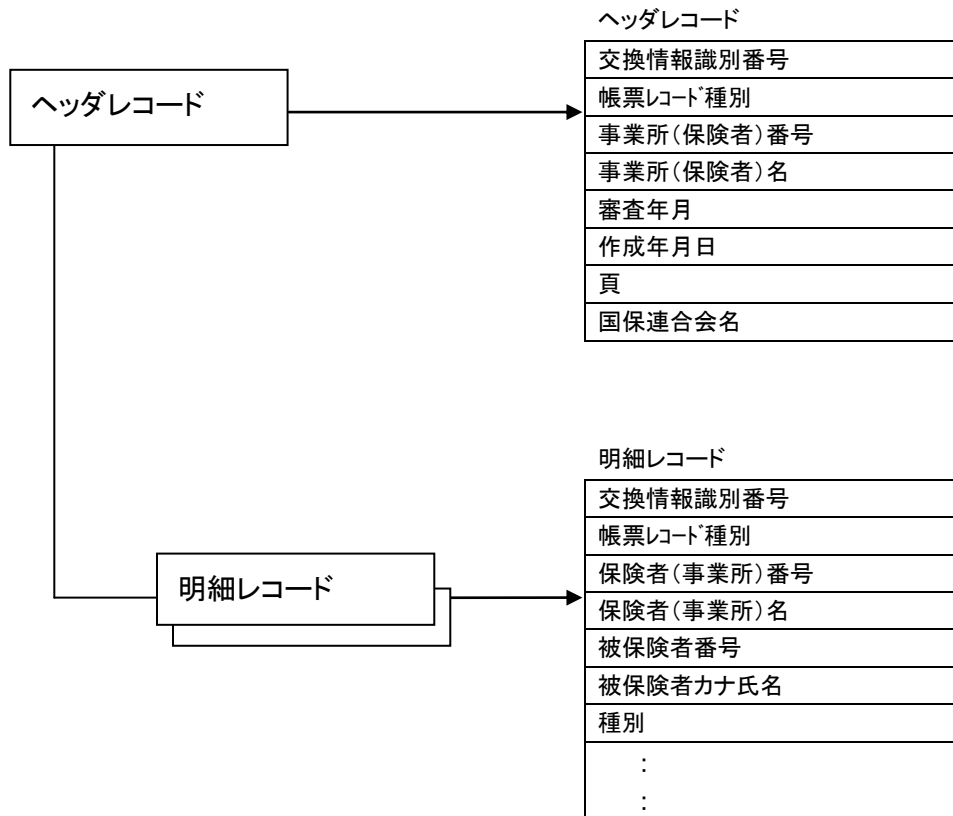 ヘッダレコード
ヘッダレコード
交換情報識別番号
帳票ﾚｺｰﾄﾞ種別
事業所(保険者)番号
事業所(保険者)名
審査年月
作成年月日
頁
国保連合会名
明細レコード
明細レコード
交換情報識別番号
帳票ﾚｺｰﾄﾞ種別
保険者(事業所)番号
保険者(事業所)名
被保険者番号
被保険者カナ氏名
種別
:
: